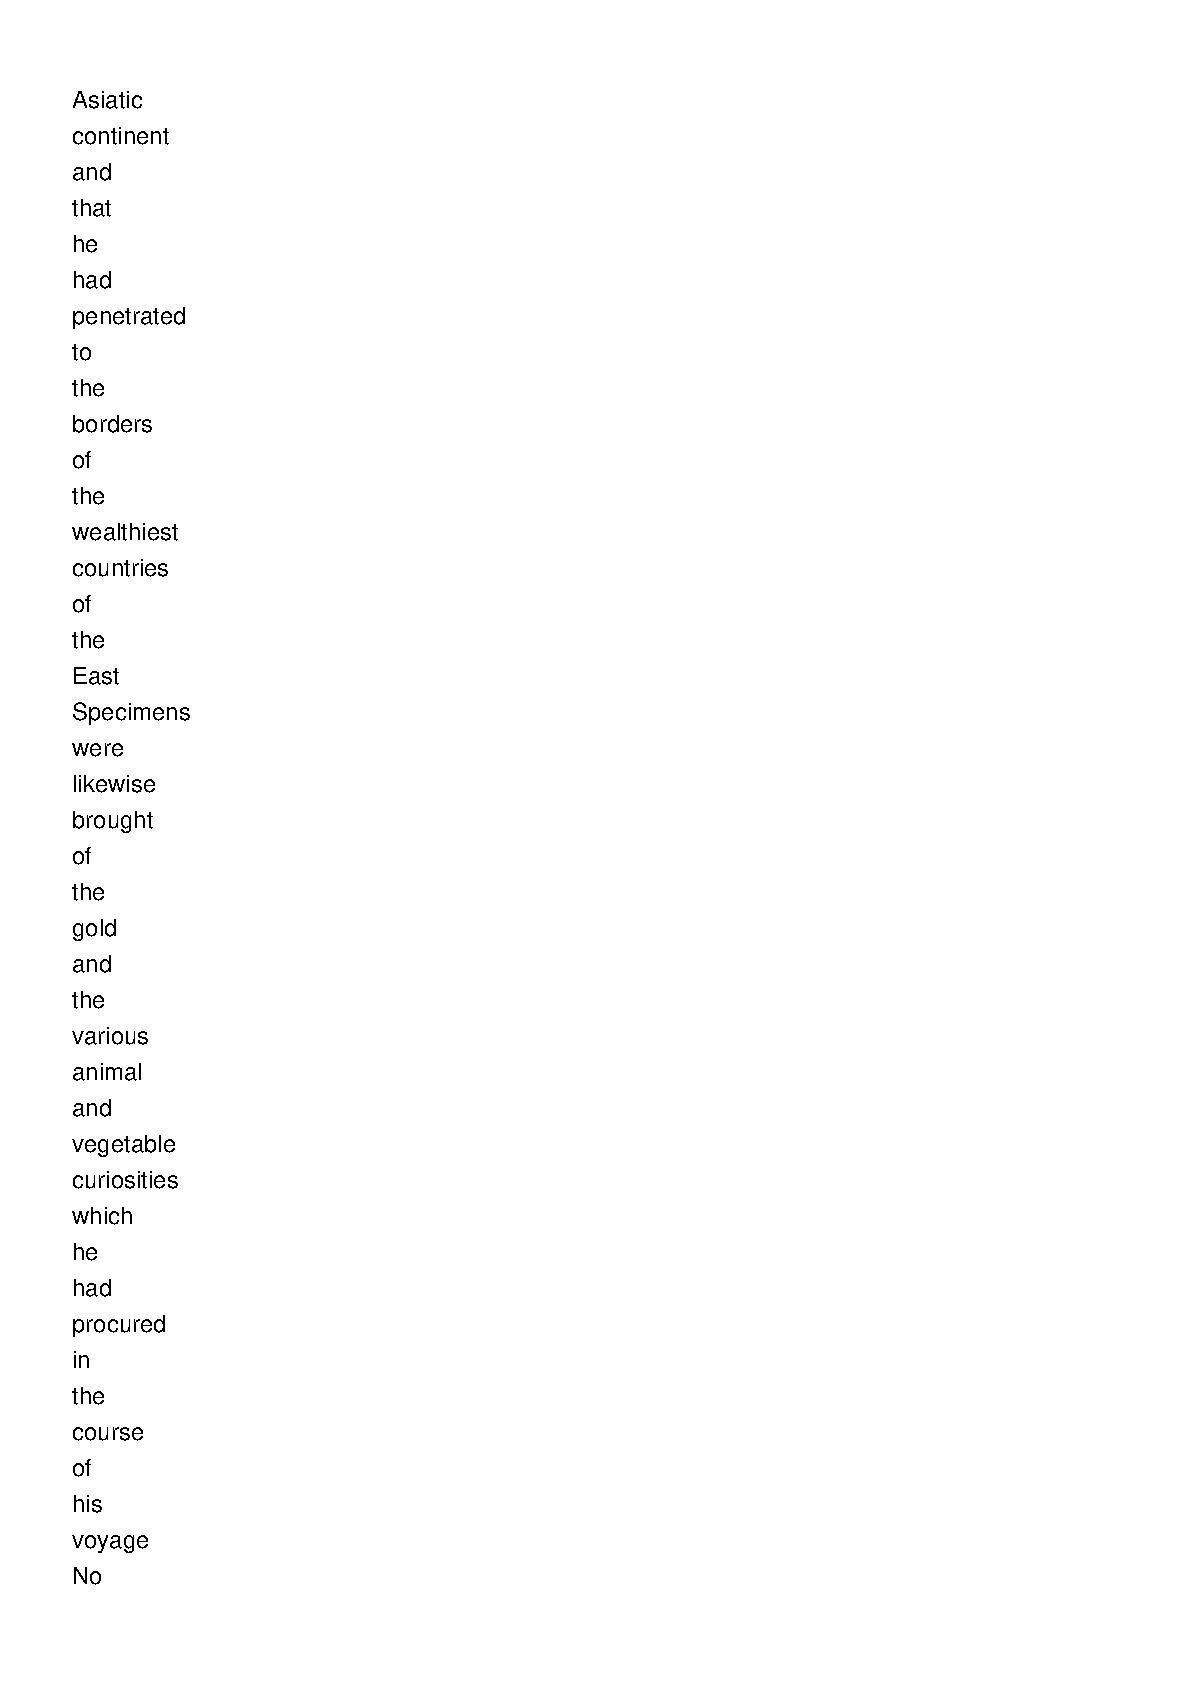 Asiatic
continent
and
that
he
had
penetrated
to
the
borders
of
the
wealthiest
countries
of
the
East
Specimens
were
likewise
brought
of
the
gold
and
the
various
animal
and
vegetable
curiosities
which
he
had
procured
in
the
course
of
his
voyage
No